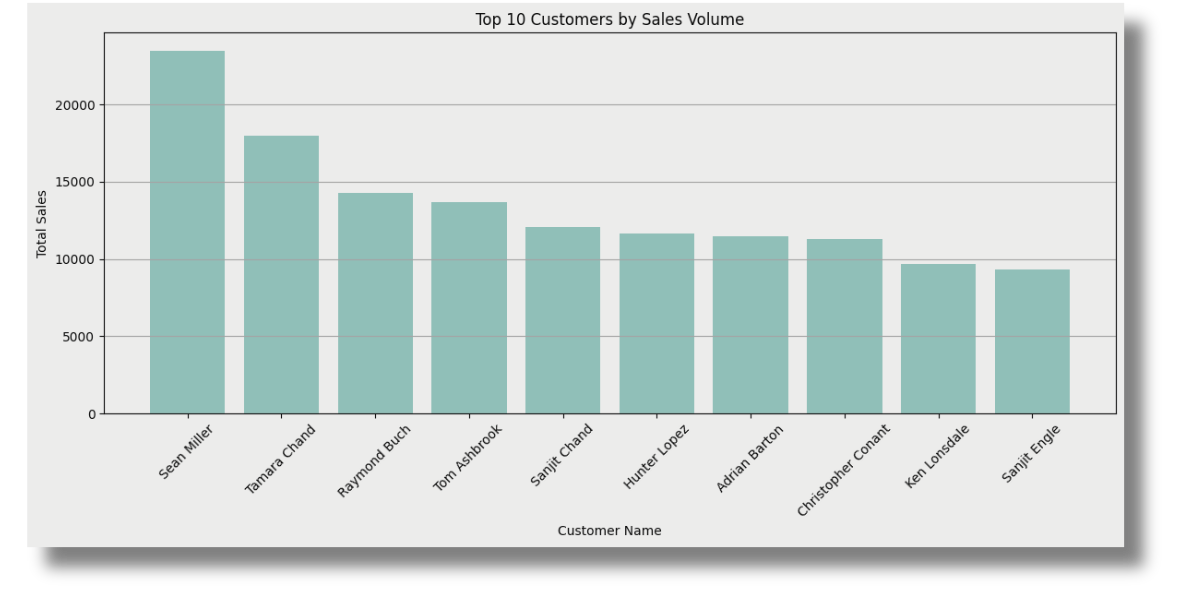 Top 10 Customers by Sales Volume
Total Sales
20000
15000
10000
5000
0
Sean Miller
Tamara Chand
Raymond Buch
Tom Ashbrook
Sanjit Chand
Hunter Lopez
Adrian Barton
Christopher Conant
Ken Lonsdale
Sanjit Engle
Customer Name